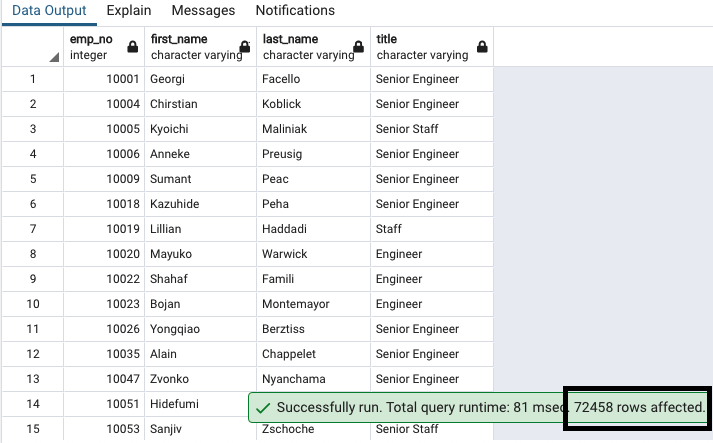 Data Output Explain Messages Notifications
emp_no first_name last_name title
integer character varying character varying character varying
1 10001 Georgi Facello Senior Engineer
2 10004 Chirstian Koblick Senior Engineer
3 10005 Kyoichi Maliniak Senior Staff
4 10006 Anneke Preusig Senior Engineer
5 10009 Sumant Peac Senior Engineer
6 10018 Kazuhide Peha Senior Engineer
7 10019 Lillian Haddadi Staff
8 10020 Mayuko Warwick Engineer
9 10022 Shahaf Famili Engineer
10 10023 Bojan Montemayor Engineer
11 10026 Yongqiao Berztiss Senior Engineer
12 10035 Alain Chappelet Senior Engineer
13 10047 Zvonko Nyanchama Senior Engineer
14 10051 Hidefumi
Successfully run. Total query runtime: 81 msec. 72458 rows affected.
15 10053 Sanjiv Zschoche Senior Staff